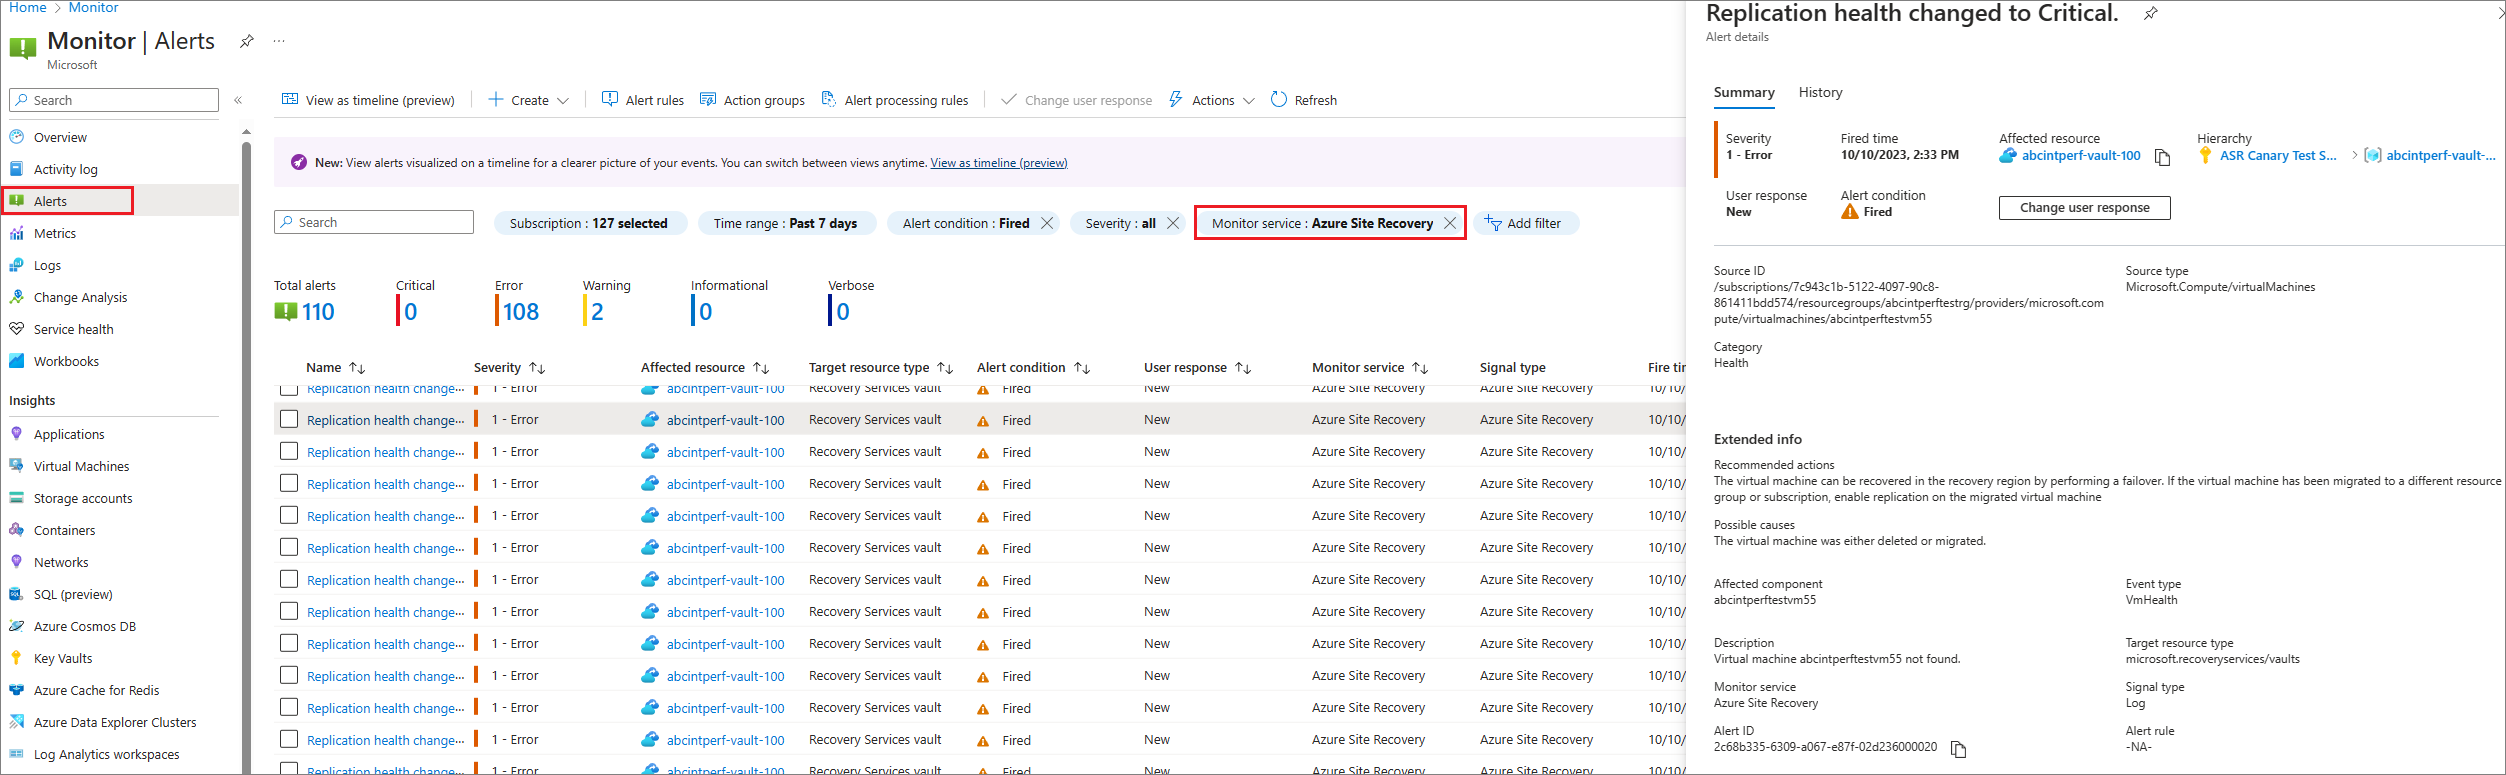 Home > Monitor
Monitor | Alerts
Microsoft
Search
Overview
Activity log
Alerts
Metrics
Logs
Change Analysis
Service health
Workbooks
Insights
Applications
Virtual Machines
Storage accounts
Containers
Networks
SQL (preview)
Azure Cosmos DB
Key Vaults
Azure Cache for Redis
Azure Data Explorer Clusters
Log Analytics workspaces
View as timeline (preview) Create Alert rules Action groups Alert processing rules Change user response Actions Refresh
New: View alerts visualized on a timeline for a clearer picture of your events. You can switch between views anytime. View as timeline (preview)
Search Subscription : 127 selected Time range : Past 7 days Alert condition : Fired Severity : all Monitor service : Azure Site Recovery Add filter
Total alerts Critical Error Warning Informational Verbose
110 0 108 2 0 0
Name Severity Affected resource Target resource type Alert condition User response Monitor service Signal type Fire tir
Replication health change... 1 - Error abcintperf-vault-100 Recovery Services vault Fired New Azure Site Recovery Azure Site Recovery 10/10/
Replication health change... 1 - Error abcintperf-vault-100 Recovery Services vault Fired New Azure Site Recovery Azure Site Recovery 10/10/
Replication health change... 1 - Error abcintperf-vault-100 Recovery Services vault Fired New Azure Site Recovery Azure Site Recovery 10/10/
Replication health change... 1 - Error abcintperf-vault-100 Recovery Services vault Fired New Azure Site Recovery Azure Site Recovery 10/10/
Replication health change... 1 - Error abcintperf-vault-100 Recovery Services vault Fired New Azure Site Recovery Azure Site Recovery 10/10/
Replication health change... 1 - Error abcintperf-vault-100 Recovery Services vault Fired New Azure Site Recovery Azure Site Recovery 10/10/
Replication health change... 1 - Error abcintperf-vault-100 Recovery Services vault Fired New Azure Site Recovery Azure Site Recovery 10/10/
Replication health change... 1 - Error abcintperf-vault-100 Recovery Services vault Fired New Azure Site Recovery Azure Site Recovery 10/10/
Replication health change... 1 - Error abcintperf-vault-100 Recovery Services vault Fired New Azure Site Recovery Azure Site Recovery 10/10/
Replication health change... 1 - Error abcintperf-vault-100 Recovery Services vault Fired New Azure Site Recovery Azure Site Recovery 10/10/
Replication health change... 1 - Error abcintperf-vault-100 Recovery Services vault Fired New Azure Site Recovery Azure Site Recovery 10/10/
Replication health change... 1 - Error abcintperf-vault-100 Recovery Services vault Fired New Azure Site Recovery Azure Site Recovery 10/10/
Replication health change... 1 - Error abcintperf-vault-100 Recovery Services vault Fired New Azure Site Recovery Azure Site Recovery 10/10/
Replication health changed to Critical.
Alert details
Summary History
Severity Fired time Affected resource Hierarchy
1 - Error 10/10/2023, 2:33 PM abcintperf-vault-100 ASR Canary Test S... > abcintperf-vault-...
User response Alert condition
New Fired Change user response
Source ID
/subscriptions/7c943c1b-5122-4097-90c8-
861411bdd574/resourcegroups/abcintperftestrg/providers/microsoft.com
pute/virtualmachines/abcintperftestvm55
Source type
Microsoft.Compute/virtualMachines
Category
Health
Extended info
Recommended actions
The virtual machine can be recovered in the recovery region by performing a failover. If the virtual machine has been migrated to a different resource
group or subscription, enable replication on the migrated virtual machine
Possible causes
The virtual machine was either deleted or migrated.
Affected component Event type
abcintperftestvm55 VmHealth
Description Target resource type
Virtual machine abcintperftestvm55 not found. microsoft.recoveryservices/vaults
Monitor service Signal type
Azure Site Recovery Log
Alert ID Alert rule
2c68b335-6309-a067-e87f-02d236000020 -NA-